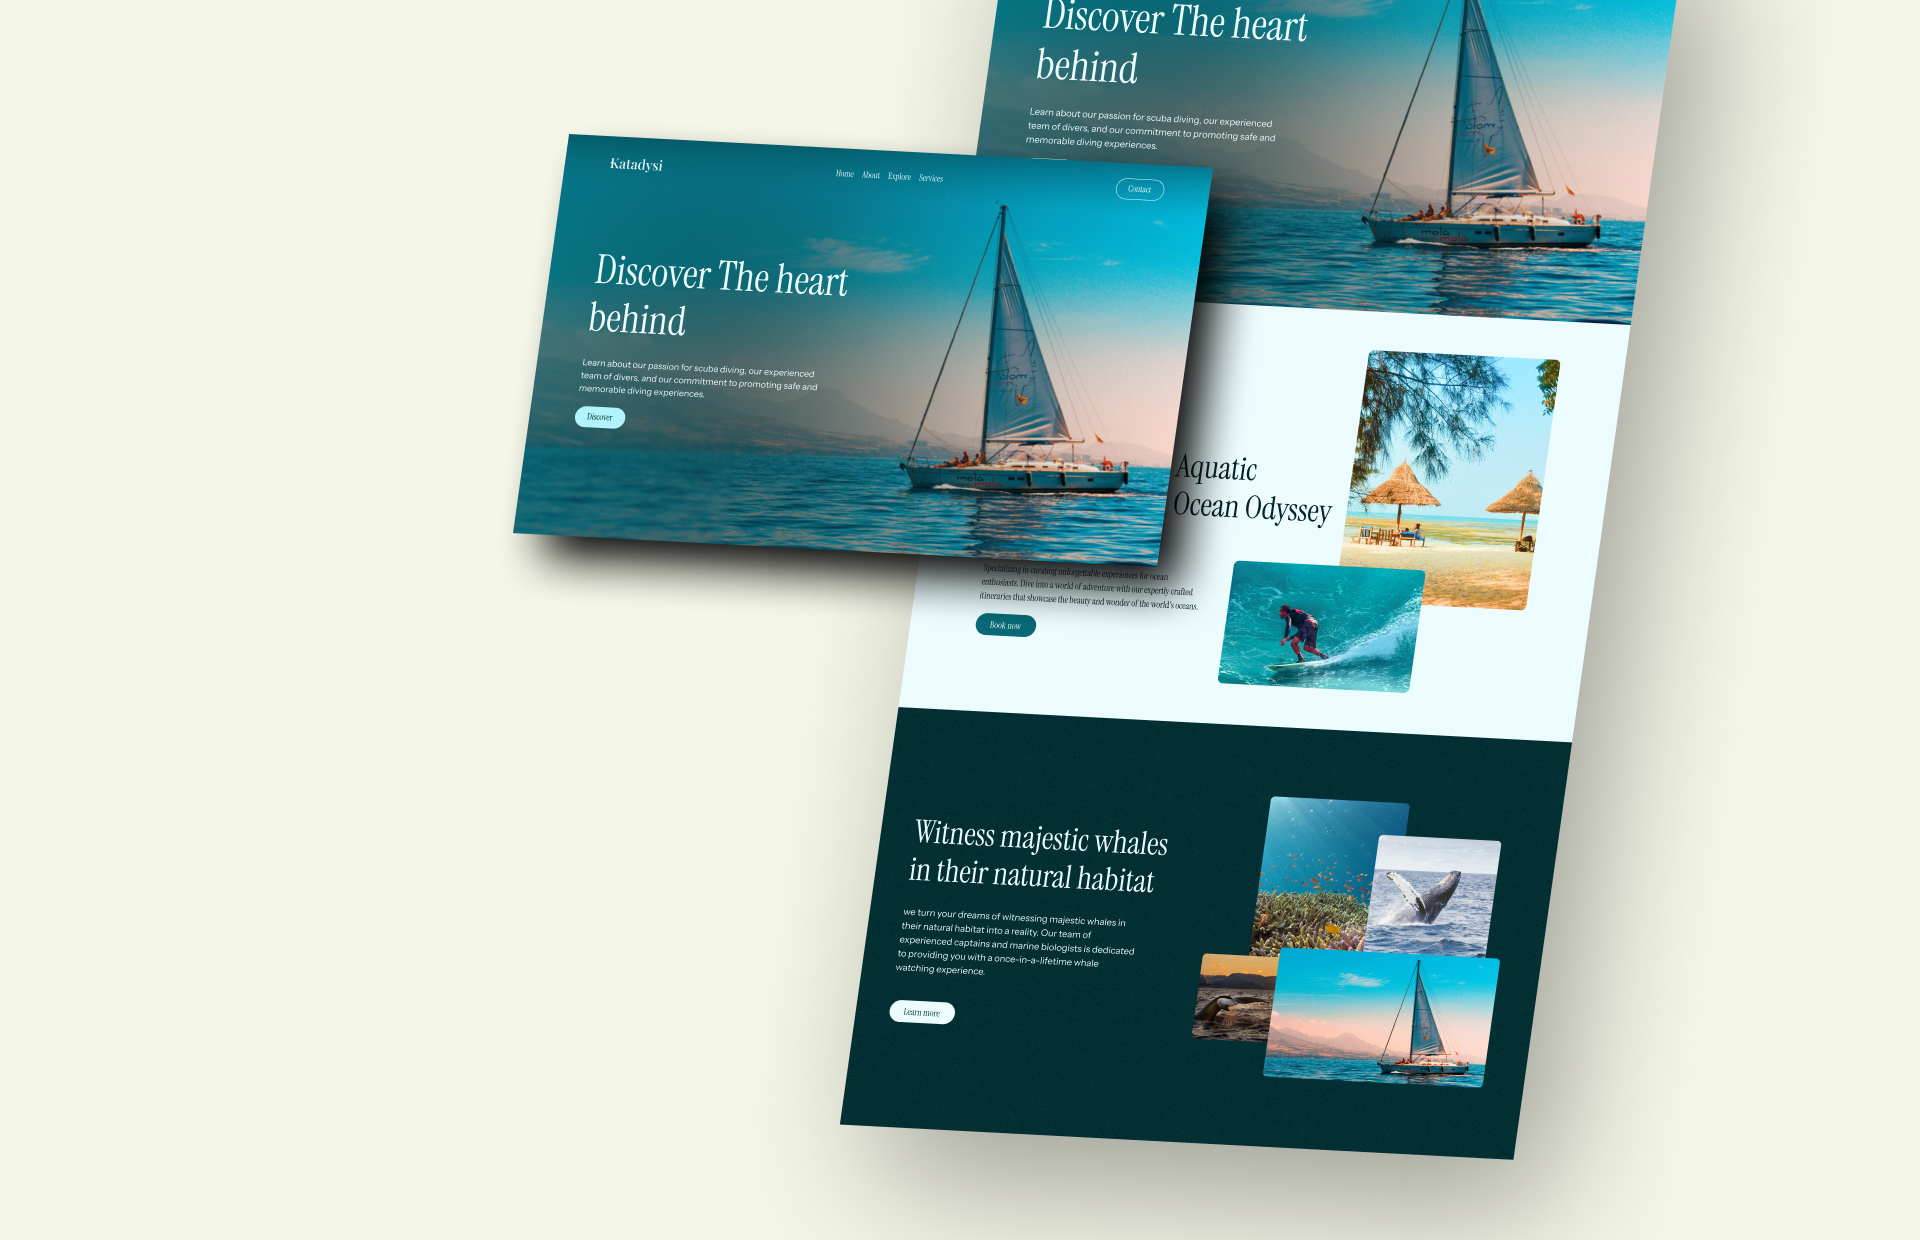 Discover The heart
behind
Learn about our passion for scuba diving, our experienced
team of divers, and our commitment to promoting safe and
memorable diving experiences.
Katadysi
Home About Explore Services
Contact
Discover The heart
behind
Learn about our passion for scuba diving, our experienced
team of divers, and our commitment to promoting safe and
memorable diving experiences.
Discover
mola
mola
mola
mola
Aquatic
Ocean Odyssey
Specializing in curating unforgettable experiences for ocean
enthusiasts. Dive into a world of adventure with our expertly crafted
itineraries that showcase the beauty and wonder of the world's oceans.
Book now
Witness majestic whales
in their natural habitat
we turn your dreams of witnessing majestic whales in
their natural habitat into a reality. Our team of
experienced captains and marine biologists is dedicated
to providing you with a once-in-a-lifetime whale
watching experience.
Learn more